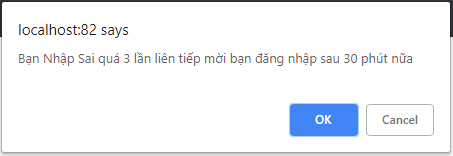 localhost:82 says
Bạn Nhập Sai quá 3 lần liên tiếp mời bạn đăng nhập sau 30 phút nữa
OK
Cancel